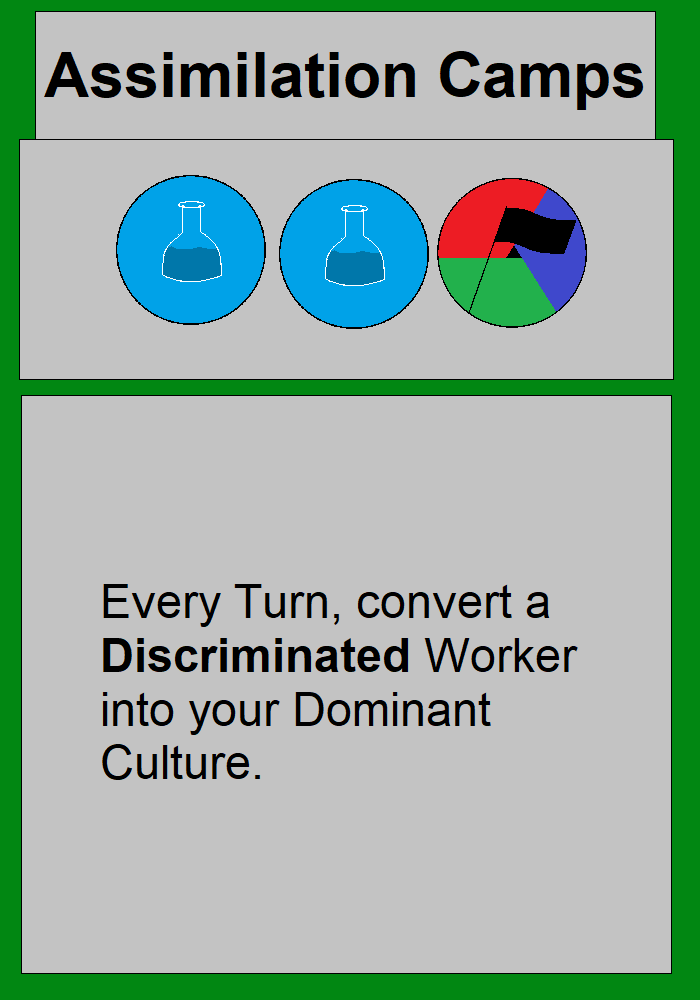 Assimilation Camps
Every Turn, convert a
Discriminated Worker
into your Dominant
Culture.